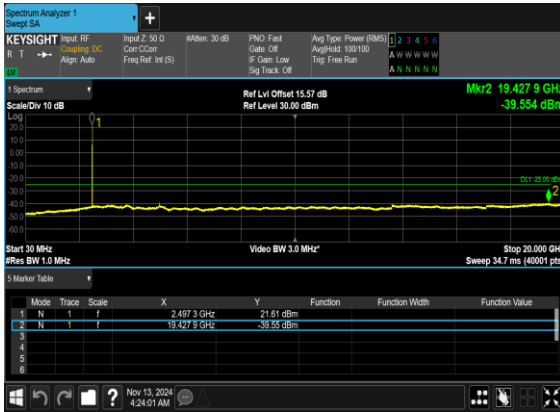 Spectrum Analyzer 1
Swept SA
+
KEYSIGHT
R T
Input: RF
Coupling: DC
Align: Auto
Input Z: 50 Ω
Corr CCorr
Freq Ref: Int (S)
#Atten: 30 dB
PNO: Fast
Gate: Off
IF Gain: Low
Sig Track: Off
Avg Type: Power (RMS)
Avg|Hold: 100/100
Trig: Free Run
1 2 3 4 5 6
A W W W W W
A N N N N N
1 Spectrum
Scale/Div 10 dB
Ref Lvl Offset 15.57 dB
Ref Level 30.00 dBm
Mkr2 19.427 9 GHz
-39.554 dBm
Log
20.0
10.0
0.00
-10.0
-20.0
-30.0
-40.0
-50.0
-60.0
1
DL1 -25.00 dBm
2
Start 30 MHz
#Res BW 1.0 MHz
Video BW 3.0 MHz*
Stop 20.000 GHz
Sweep 34.7 ms (40001 pts)
5 Marker Table
Mode Trace Scale X Y Function Function Width Function Value
1 N 1 f 2.497 3 GHz 21.61 dBm
2 N 1 f 19.427 9 GHz -39.55 dBm
3
4
5
6
?
Nov 13, 2024
4:24:01 AM